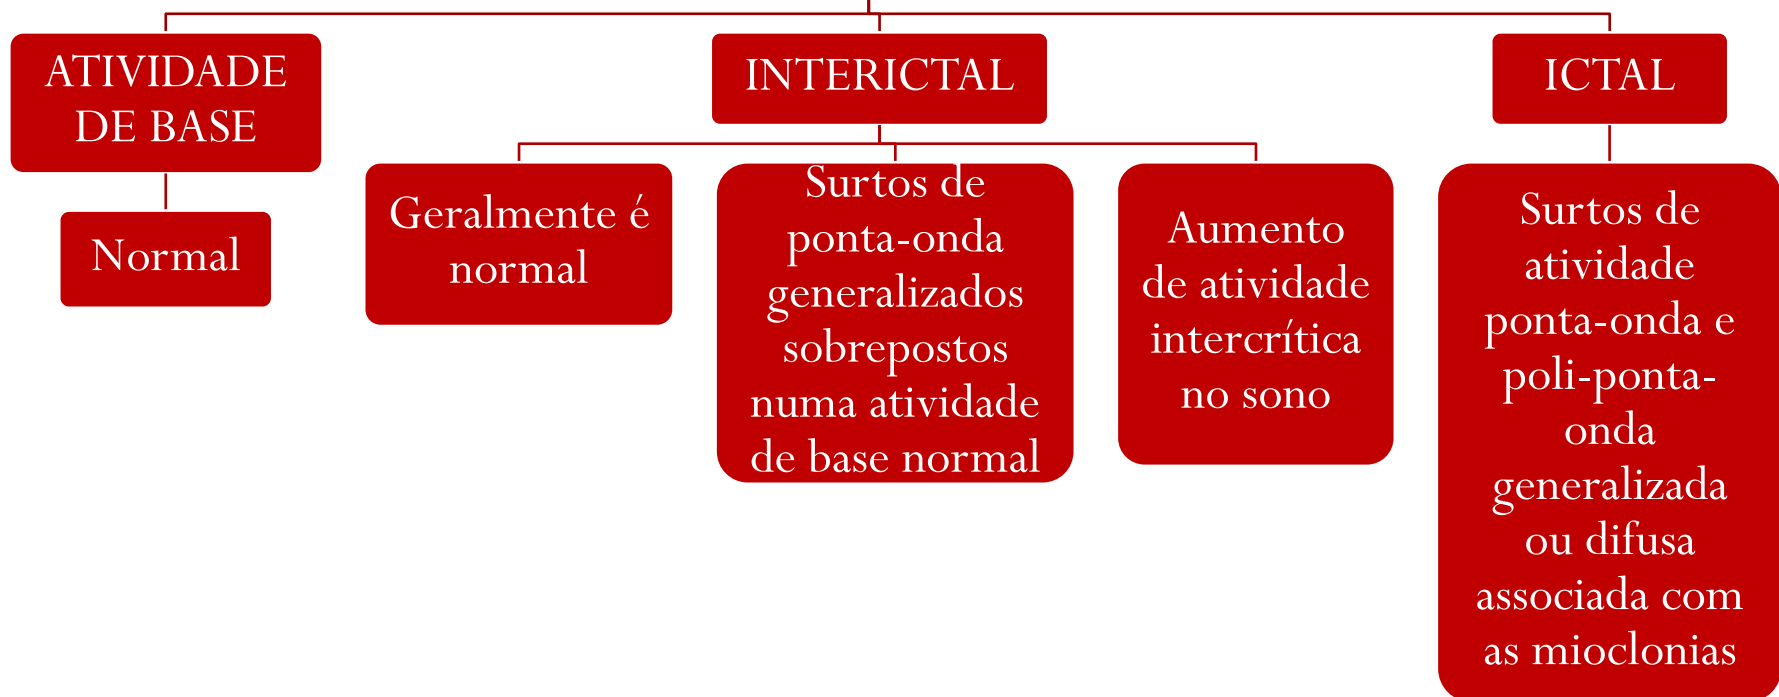 ATIVIDADE
DE BASE
Normal
INTERICTAL
Geralmente é
normal
Surtos de
ponta-onda
generalizados
sobrepostos
numa atividade
de base normal
Aumento
de atividade
intercrítica
no sono
ICTAL
Surtos de
atividade
ponta-onda e
poli-ponta-
onda
generalizada
ou difusa
associada com
as mioclonias